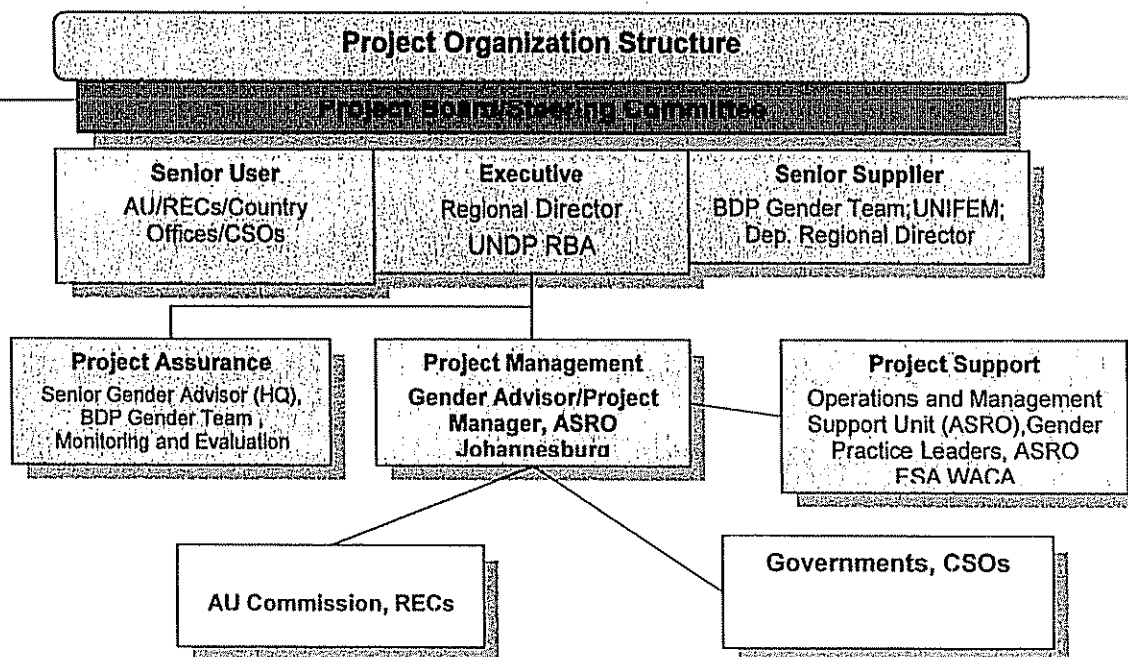 Project Organization Structure
Project Board/Steering Committee
Senior User
AU/RECs/Country
Offices/CSOs
Executive
Regional Director
UNDP RBA
Senior Supplier
BDP Gender Team;UNIFEM;
Dep. Regional Director
Project Assurance
Senior Gender Advisor (HQ),
BDP Gender Team ,
Monitoring and Evaluation
Project Management
Gender Advisor/Project
Manager, ASRO
Johannesburg
Project Support
Operations and Management
Support Unit (ASRO),Gender
Practice Leaders, ASRO
ESA WACA
AU Commission, RECs
Governments, CSOs